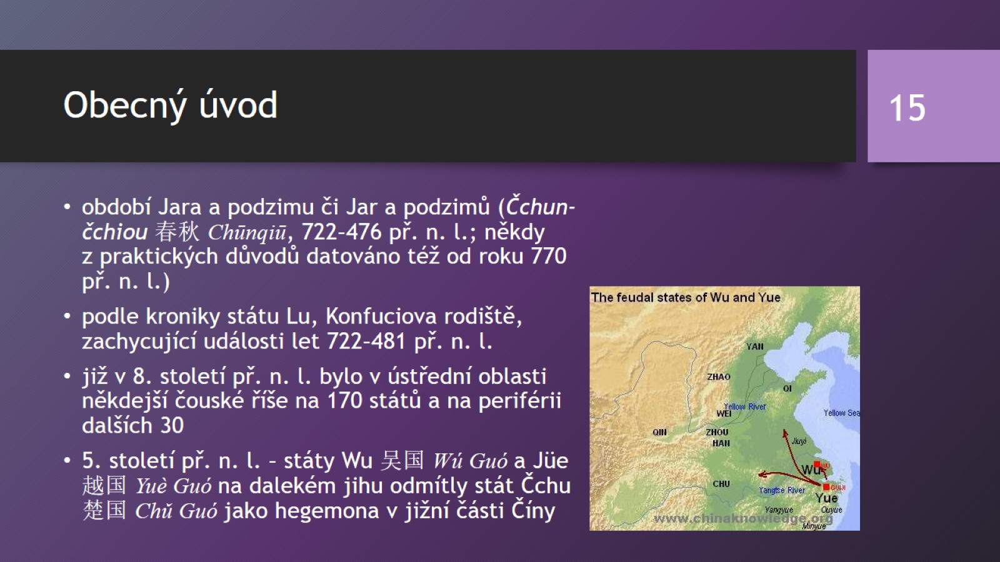 Obecný úvod
15
• období Jara a podzimu či Jar a podzimů (Čchun-
čchiou 春秋 Chūnqiū, 722–476 př. n. l.; někdy
z praktických důvodů datováno též od roku 770
př. n. l.)
• podle kroniky státu Lu, Konfuciova rodiště,
zachycující události let 722–481 př. n. l.
• již v 8. století př. n. l. bylo v ústřední oblasti
někdejší čouské říše na 170 států a na periférii
dalších 30
• 5. století př. n. l. – státy Wu 吴国 Wú Guó a Jüe
越国 Yuè Guó na dalekém jihu odmítly stát Čchu
楚国 Chǔ Guó jako hegemona v jižní části Číny
The feudal states of Wu and Yue
YAN
ZHAO
QI
Yellow River
WEI
Yellow Sea
QIN
ZHOU
HAN
Jiuyi
Wu
WU
CHU
Yangtse River
GUIJI
Yue
Yangyue
Ouyue
www.chinaknowledge.org
Minyue